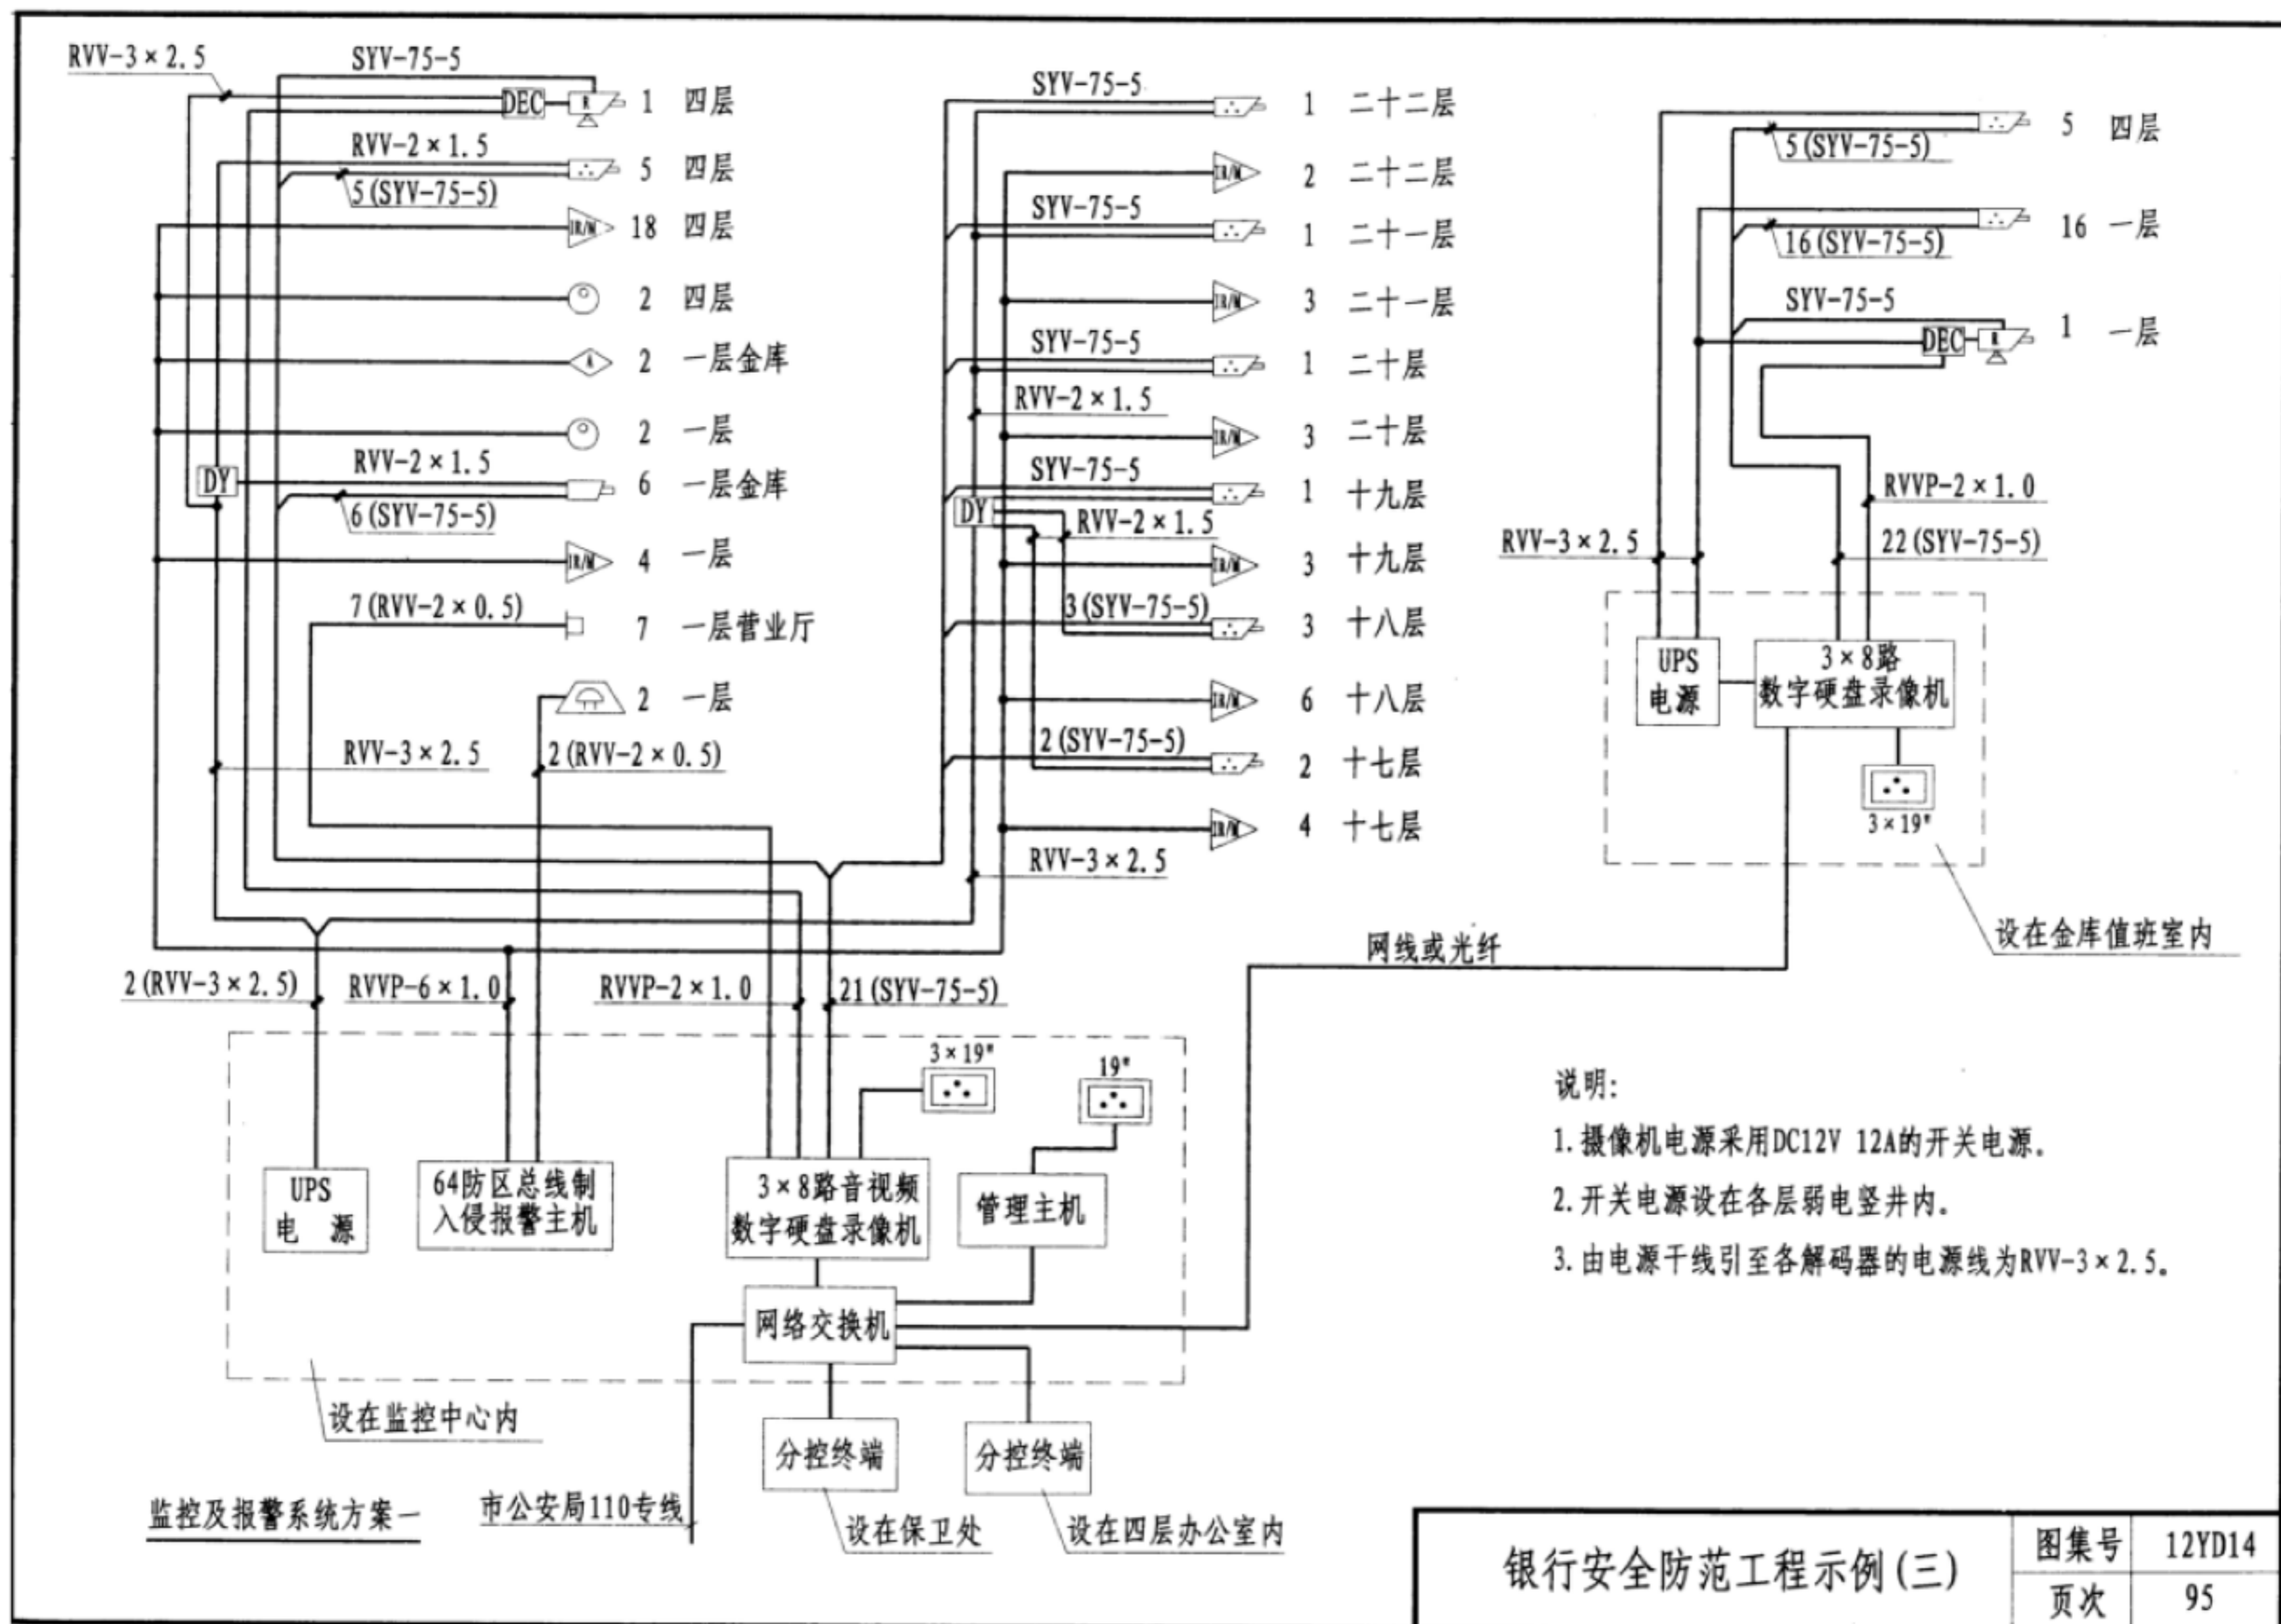 RVV-3×2.5
SYV-75-5
DEC
R
1 四层
RVV-2×1.5
5 四层
5(SYV-75-5)
IR/M
18 四层
2 四层
A
2 一层金库
2 一层
RVV-2×1.5
DY
6 一层金库
6(SYV-75-5)
IR/M
4 一层
7(RVV-2×0.5)
7 一层营业厅
2 一层
RVV-3×2.5
2(RVV-2×0.5)
SYV-75-5
1 二十二层
IR/M
2 二十二层
SYV-75-5
1 二十一层
IR/M
3 二十一层
SYV-75-5
1 二十层
RVV-2×1.5
IR/M
3 二十层
SYV-75-5
1 十九层
DY
RVV-2×1.5
IR/M
3 十九层
3(SYV-75-5)
3 十八层
IR/M
6 十八层
2(SYV-75-5)
2 十七层
IR/M
4 十七层
RVV-3×2.5
5 四层
5(SYV-75-5)
16 一层
16(SYV-75-5)
SYV-75-5
DEC
R
1 一层
RVVP-2×1.0
RVV-3×2.5
22(SYV-75-5)
UPS
电源
3×8路
数字硬盘录像机
3×19"
设在金库值班室内
网线或光纤
2(RVV-3×2.5)
RVVP-6×1.0
RVVP-2×1.0
21(SYV-75-5)
3×19"
19"
UPS
电 源
64防区总线制
入侵报警主机
3×8路音视频
数字硬盘录像机
管理主机
网络交换机
设在监控中心内
分控终端
分控终端
市公安局110专线
设在保卫处
设在四层办公室内
监控及报警系统方案一
说明:
1.摄像机电源采用DC12V 12A的开关电源。
2.开关电源设在各层弱电竖井内。
3.由电源干线引至各解码器的电源线为RVV-3×2.5。
银行安全防范工程示例(三)
图集号 12YD14
页次 95